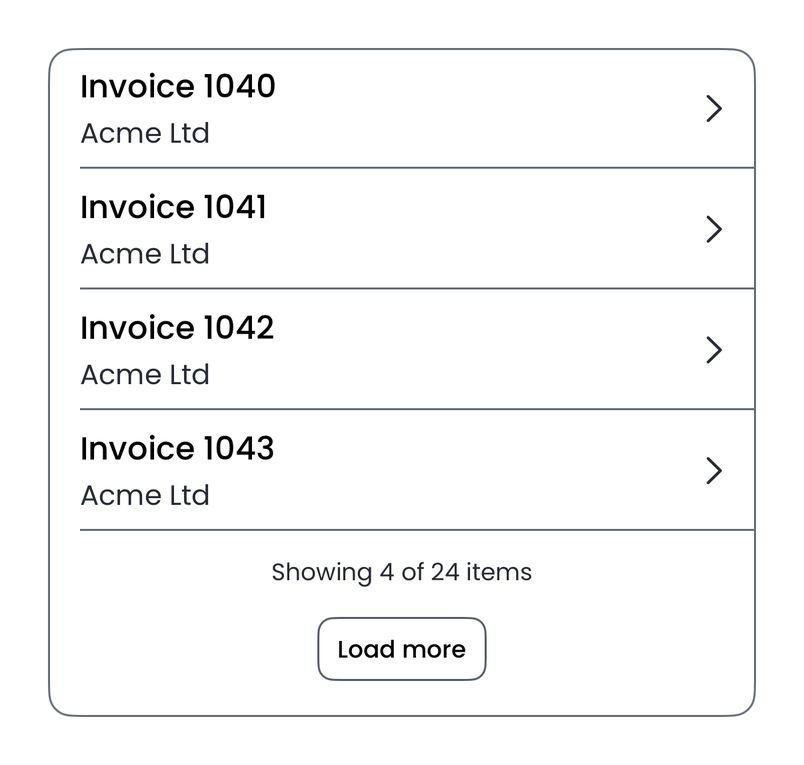 Invoice 1040
Acme Ltd
Invoice 1041
Acme Ltd
Invoice 1042
Acme Ltd
Invoice 1043
Acme Ltd
Showing 4 of 24 items
Load more